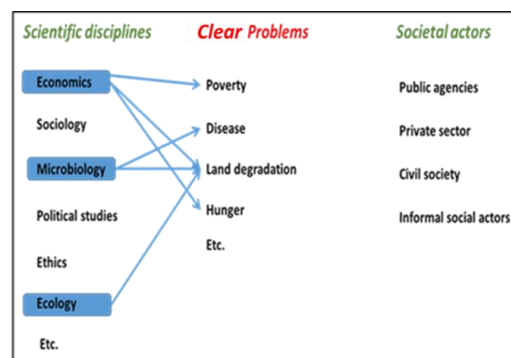 Scientific disciplines
Clear Problems
Societal actors
Economics
Poverty
Public agencies
Sociology
Disease
Private sector
Microbiology
Land degradation
Civil society
Political studies
Hunger
Informal social actors
Ethics
Etc.
Ecology
Etc.